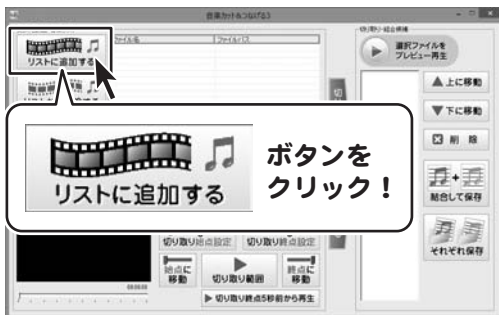 音楽カット&つなげる3
ファイル名
ファイルパス
リストに追加する
切り取り・結合候補
選択ファイルを
プレビュー再生
上に移動
下に移動
削 除
結合して保存
それぞれ保存
切
リストに追加する
ボタンを
クリック！
切り取り始点設定
切り取り終点設定
始点に
移動
切り取り範囲
終点に
移動
00:00:00
切り取り終点5秒前から再生